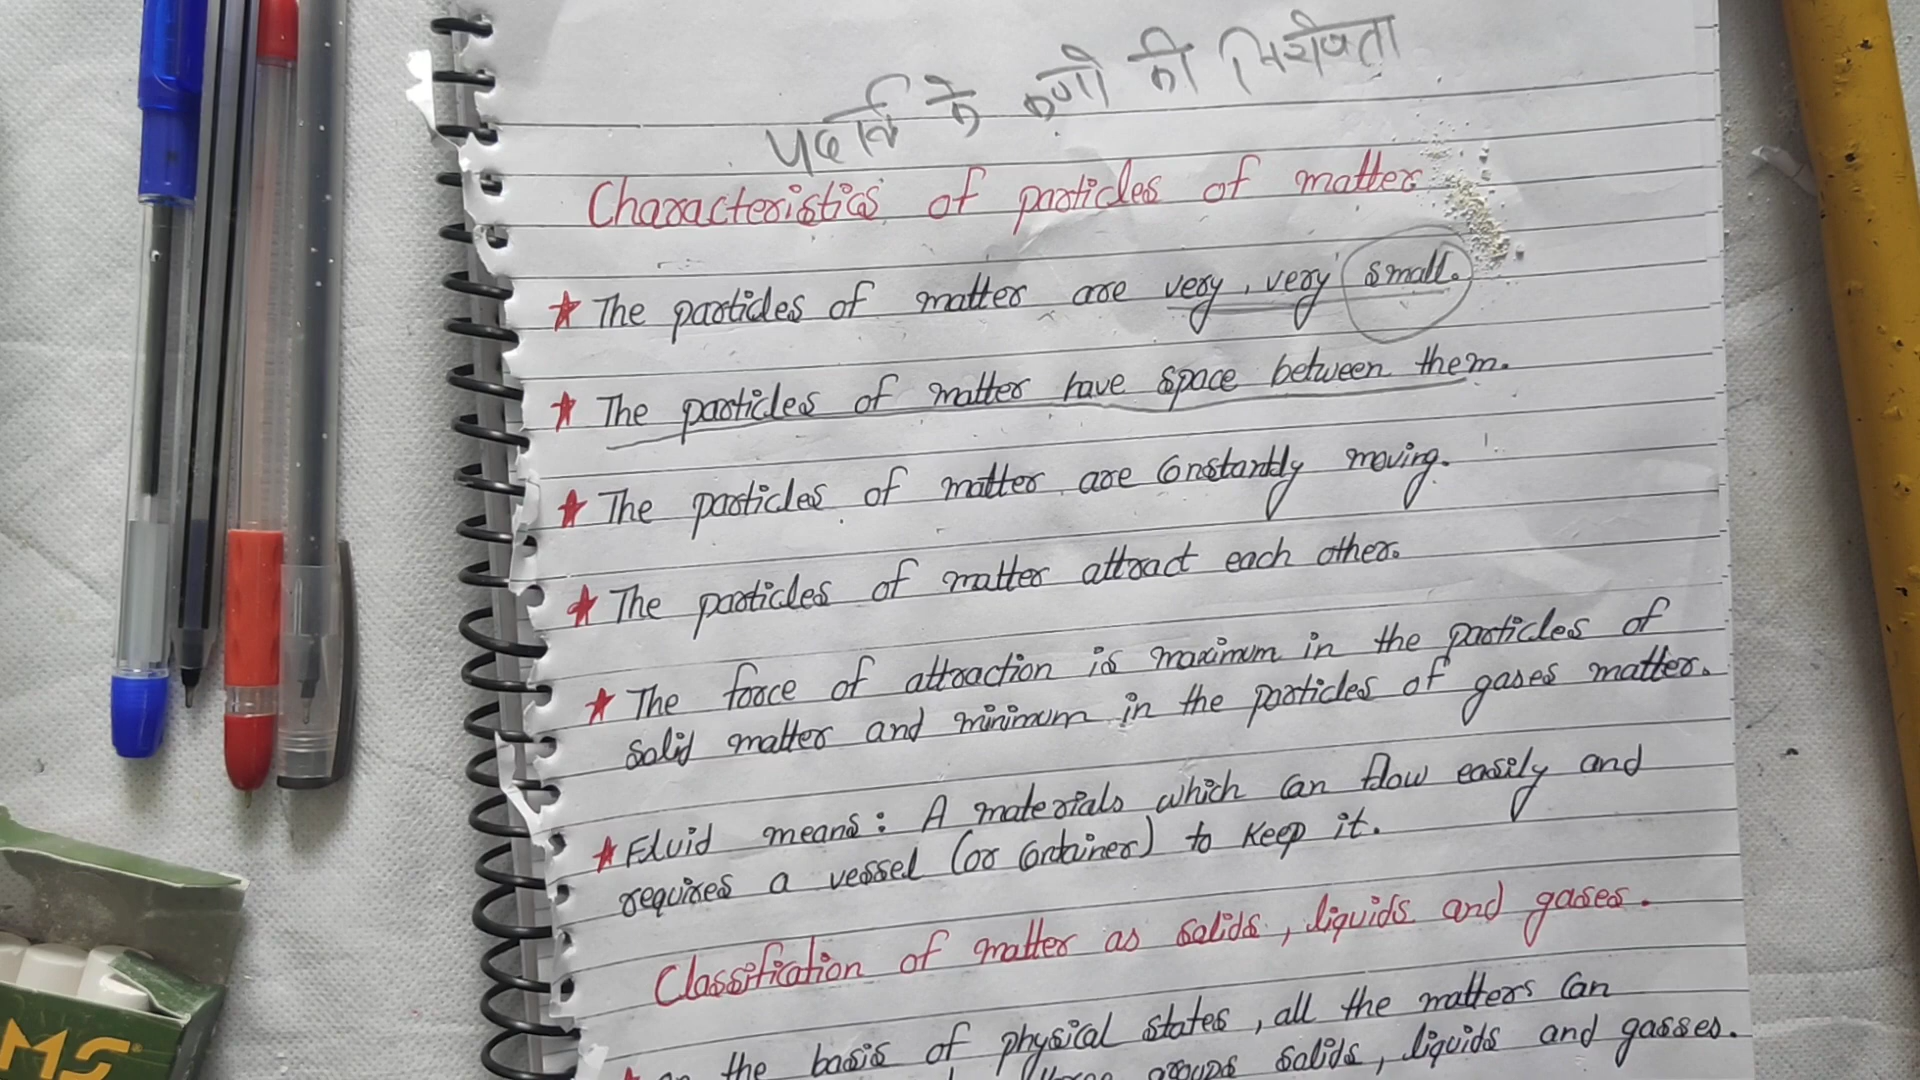 पदार्थ के कणो की विशेषता
Characteristics of particles of matter
★ The particles of matter are very, very small.
★ The particles of matter have space between them.
★ The particles of matter are constantly moving.
★ The particles of matter attract each other.
★ The force of attraction is maximum in the particles of
solid matter and minimum in the particles of gases matter.
★ Fluid means: A materials which can flow easily and
requires a vessel (or container) to keep it.
Classification of matter as solids, liquids and gases.
★ on the basis of physical states, all the matters can
groups solids, liquids and gasses.
MS